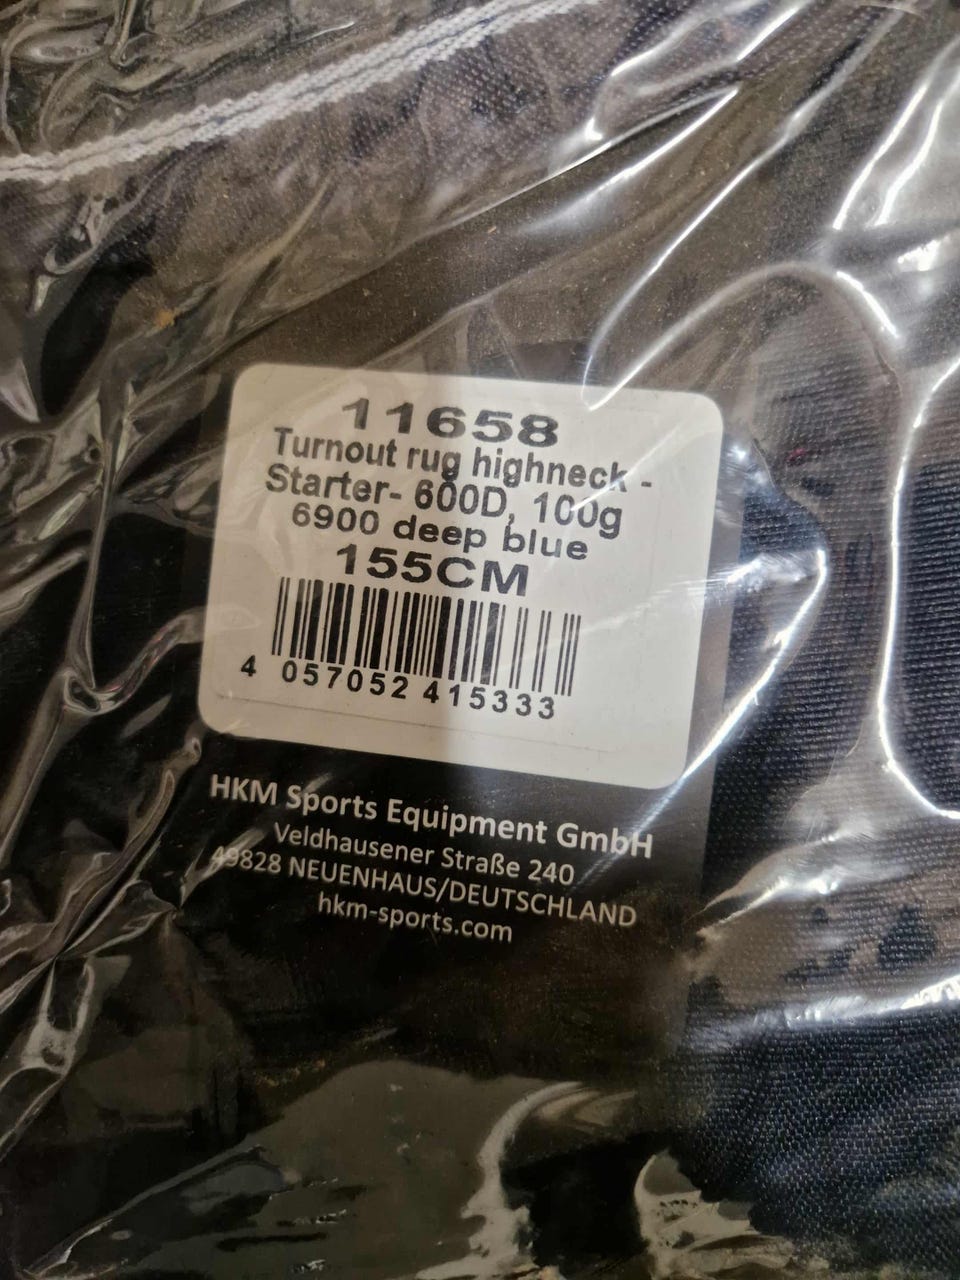 11658
Turnout rug highneck -
Starter- 600D, 100g
6900 deep blue
155CM
4 057052 415333
HKM Sports Equipment GmbH
Veldhausener Straße 240
49828 NEUENHAUS/DEUTSCHLAND
hkm-sports.com